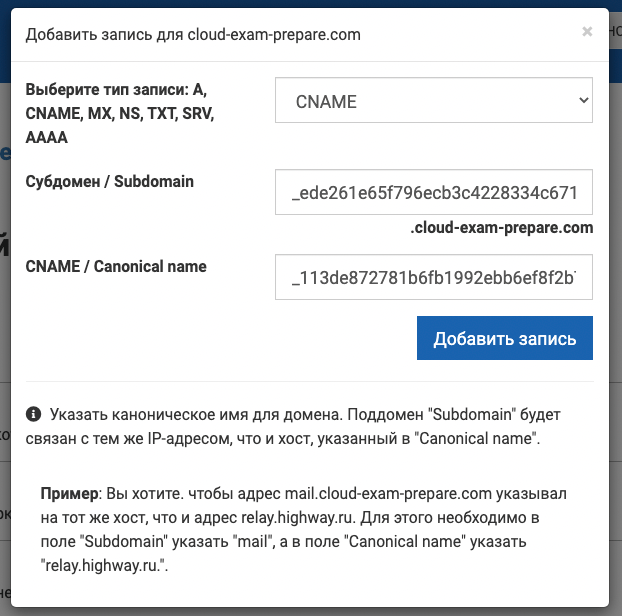 Добавить запись для cloud-exam-prepare.com
×
Выберите тип записи: A,
CNAME, MX, NS, TXT, SRV,
AAAA
CNAME
Субдомен / Subdomain
_ede261e65f796ecb3c4228334c671
.cloud-exam-prepare.com
CNAME / Canonical name
_113de872781b6fb1992ebb6ef8f2b
Добавить запись
Указать каноническое имя для домена. Поддомен "Subdomain" будет
связан с тем же IP-адресом, что и хост, указанный в "Canonical name".
Пример: Вы хотите. чтобы адрес mail.cloud-exam-prepare.com указывал
на тот же хост, что и адрес relay.highway.ru. Для этого необходимо в
поле "Subdomain" указать "mail", а в поле "Canonical name" указать
"relay.highway.ru.".